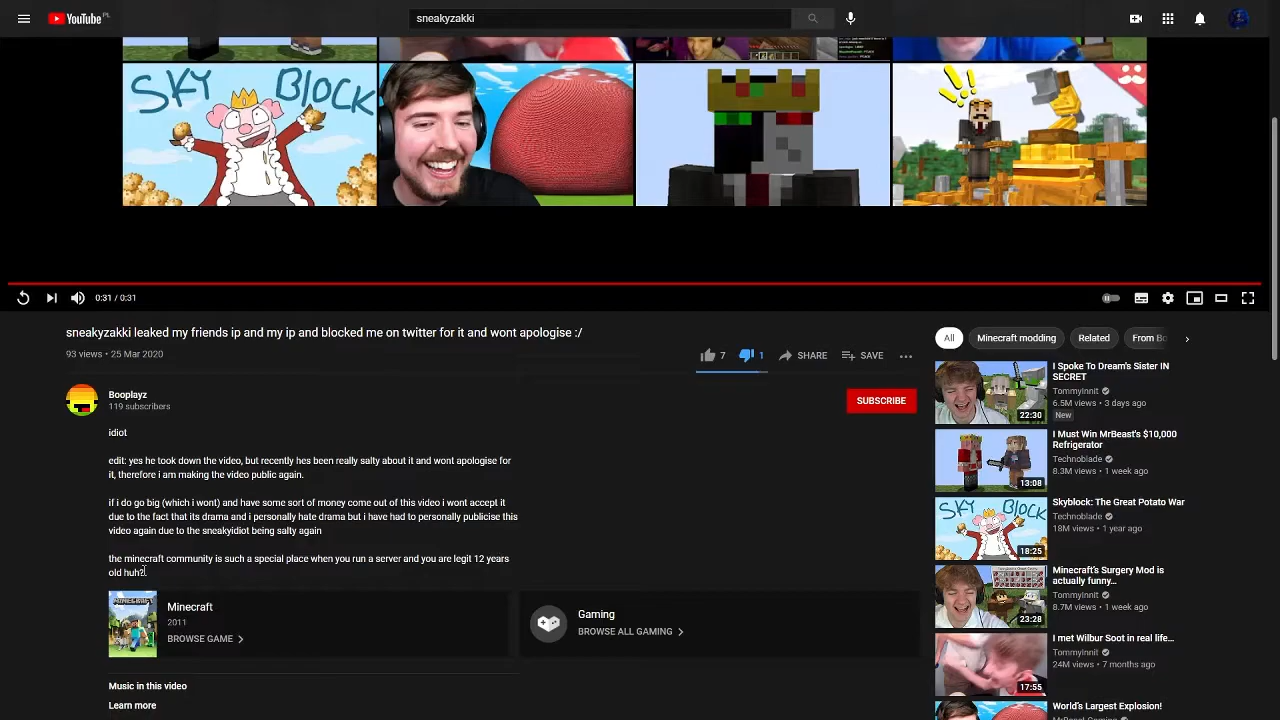 YouTube PL
sneakyzakki
SKY BLOCK
0:31 / 0:31
sneakyzakki leaked my friends ip and my ip and blocked me on twitter for it and wont apologise :/
93 views • 25 Mar 2020
7
1
SHARE
SAVE
Booplayz
119 subscribers
SUBSCRIBE
idiot
edit: yes he took down the video, but recently hes been really salty about it and wont apologise for
it, therefore i am making the video public again.
if i do go big (which i wont) and have some sort of money come out of this video i wont accept it
due to the fact that its drama and i personally hate drama but i have had to personally publicise this
video again due to the sneakyidiot being salty again
the minecraft community is such a special place when you run a server and you are legit 12 years
old huh?
MINECRAFT
Minecraft
2011
BROWSE GAME
Gaming
BROWSE ALL GAMING
Music in this video
Learn more
All
Minecraft modding
Related
From Bo
I Spoke To Dream's Sister IN
SECRET
TommyInnit
6.5M views • 3 days ago
New
22:30
I Must Win MrBeast's $10,000
Refrigerator
Technoblade
8.3M views • 1 week ago
13:08
Skyblock: The Great Potato War
Technoblade
18M views • 1 year ago
SKY BLOCK
18:25
Minecraft's Surgery Mod is
actually funny...
TommyInnit
8.7M views • 1 week ago
23:28
I met Wilbur Soot in real life...
TommyInnit
24M views • 7 months ago
17:55
World's Largest Explosion!